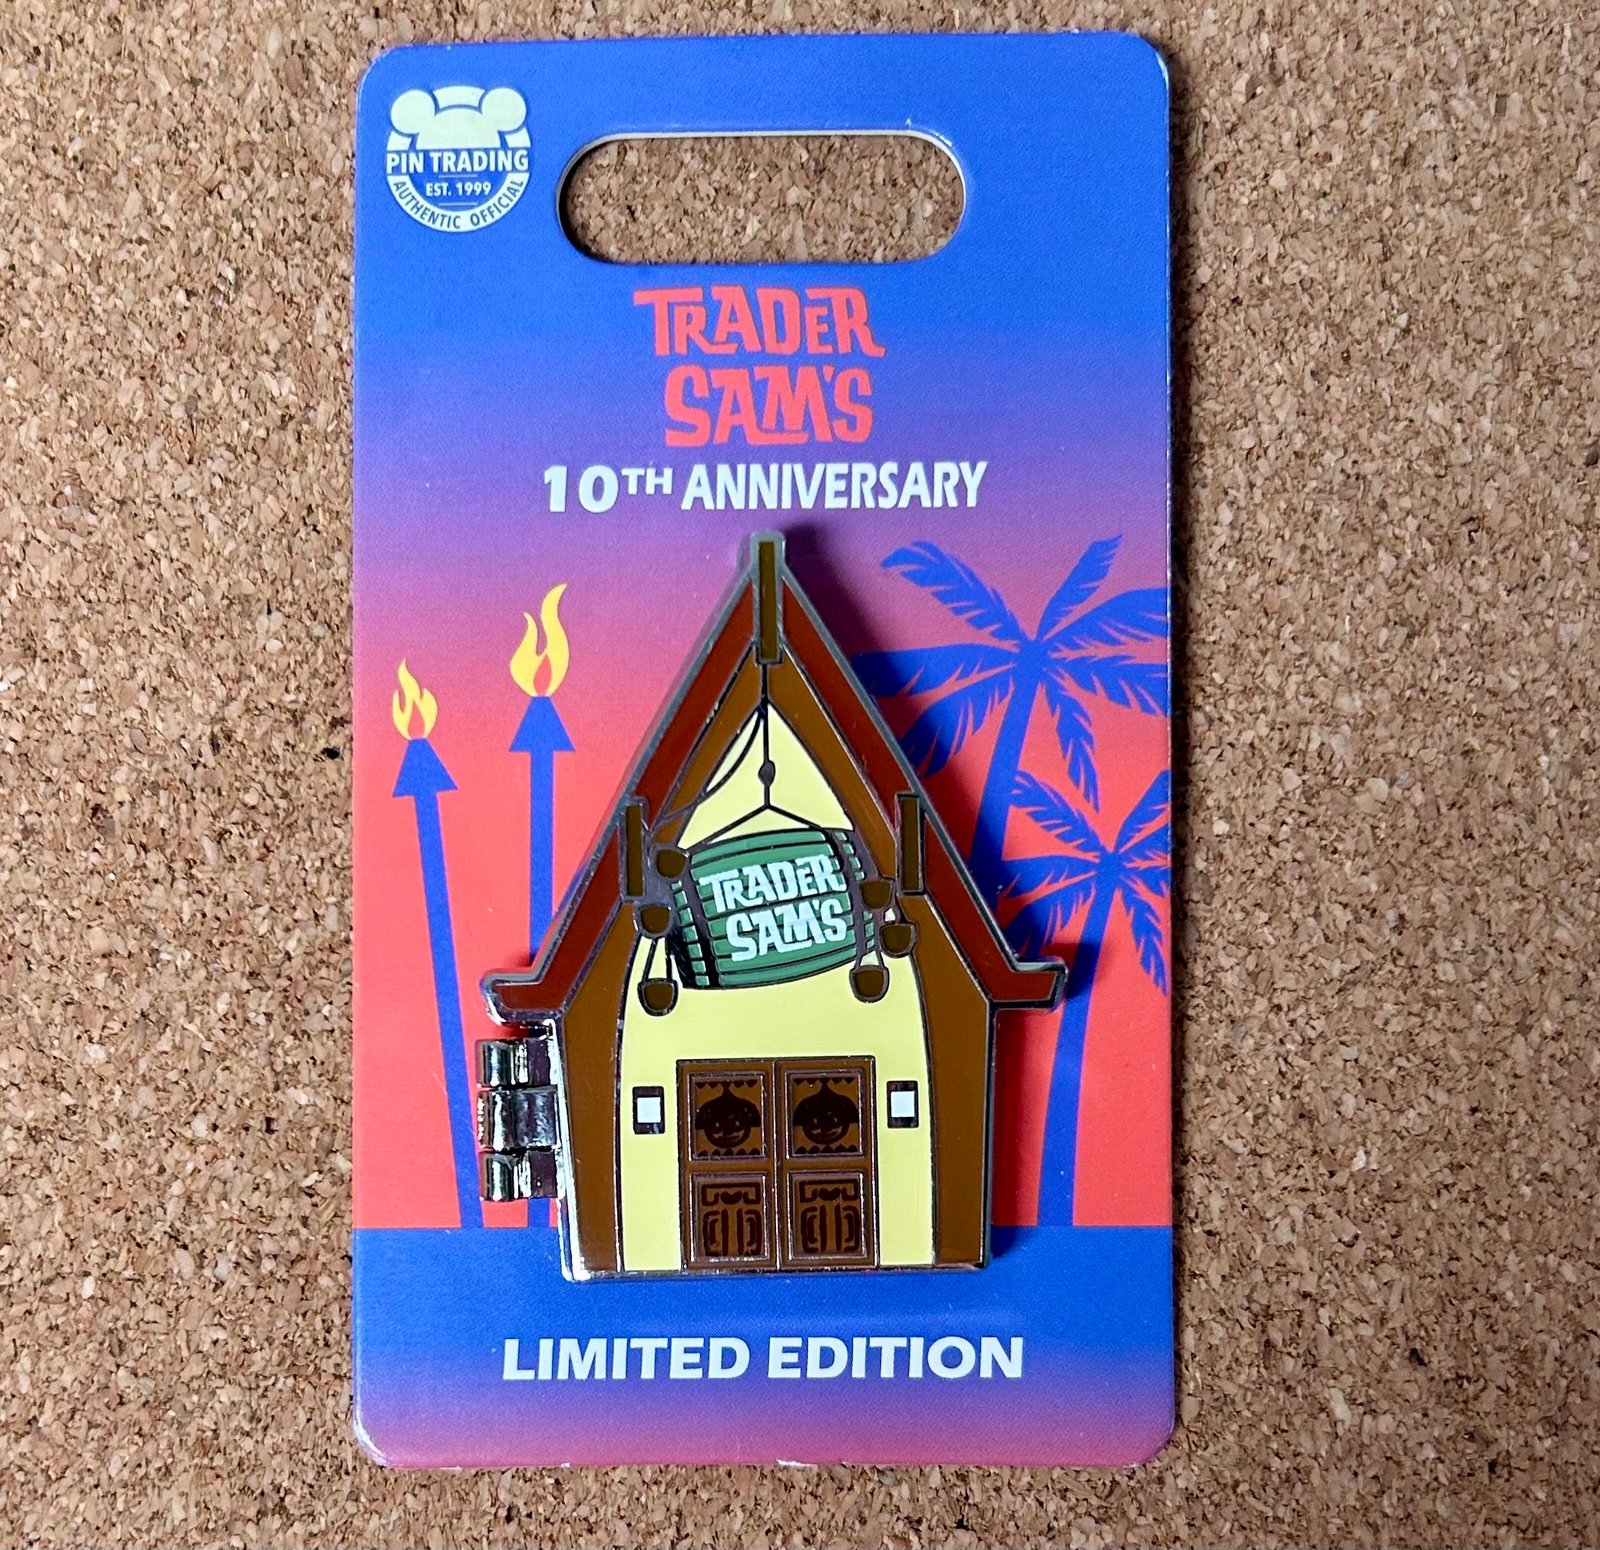 PIN TRADING
EST. 1999
AUTHENTIC OFFICIAL
TRADER
SAM'S
10TH ANNIVERSARY
TRADER
SAM'S
LIMITED EDITION